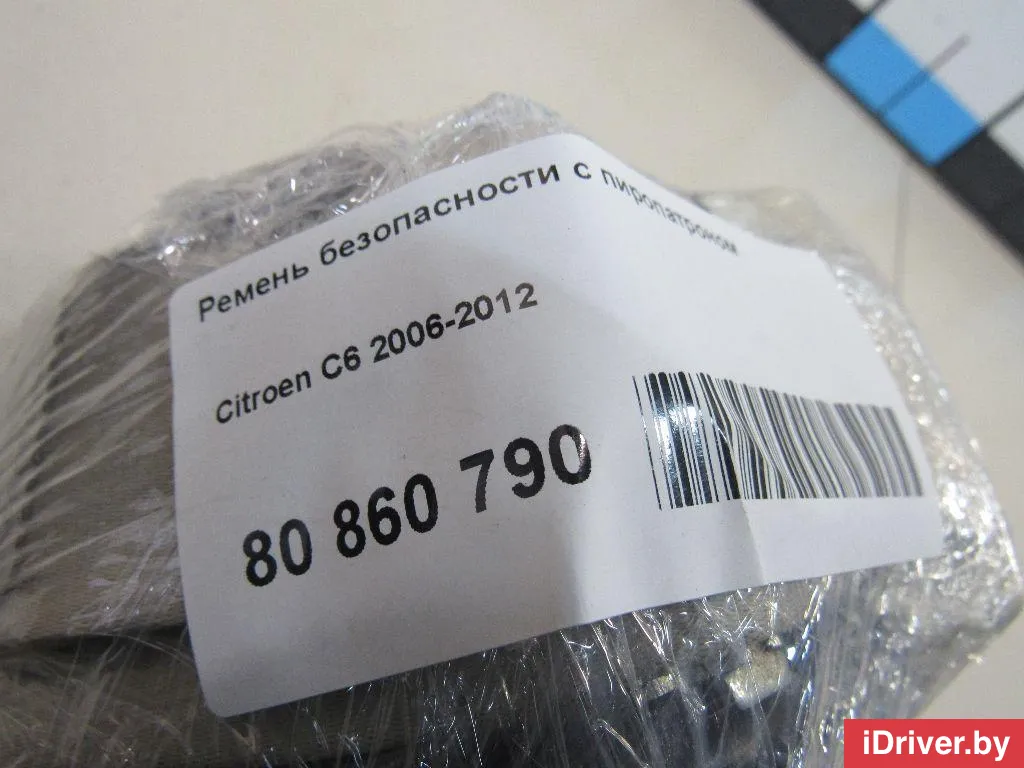 Ремень безопасности с пиропатроном
Citroen C6 2006-2012
80 860 790
iDriver.by